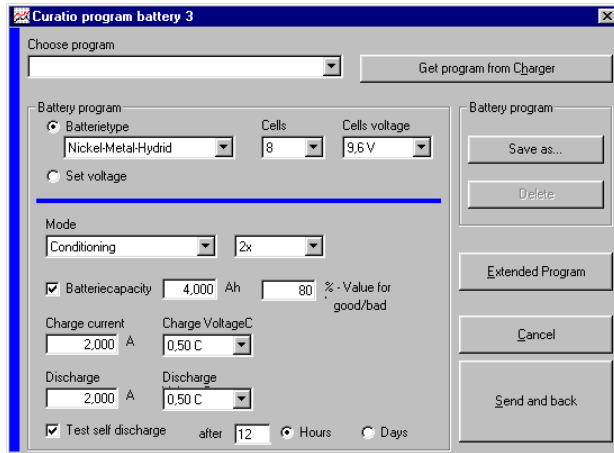 Curatio program battery 3
Choose program
Get program from Charger
Battery program
Battery program
Batterietype
Cells
Cells voltage
Nickel-Metal-Hydrid
8
9,6 V
Save as...
Set voltage
Delete
Mode
Conditioning
2x
Extended Program
Batteriecapacity
4,000 Ah
80
% - Value for
good/bad
Charge current
Charge VoltageC
2,000 A
0,50 C
Cancel
Discharge
Discharge
2,000 A
0,50 C
Send and back
Test self discharge
after
12
Hours
Days